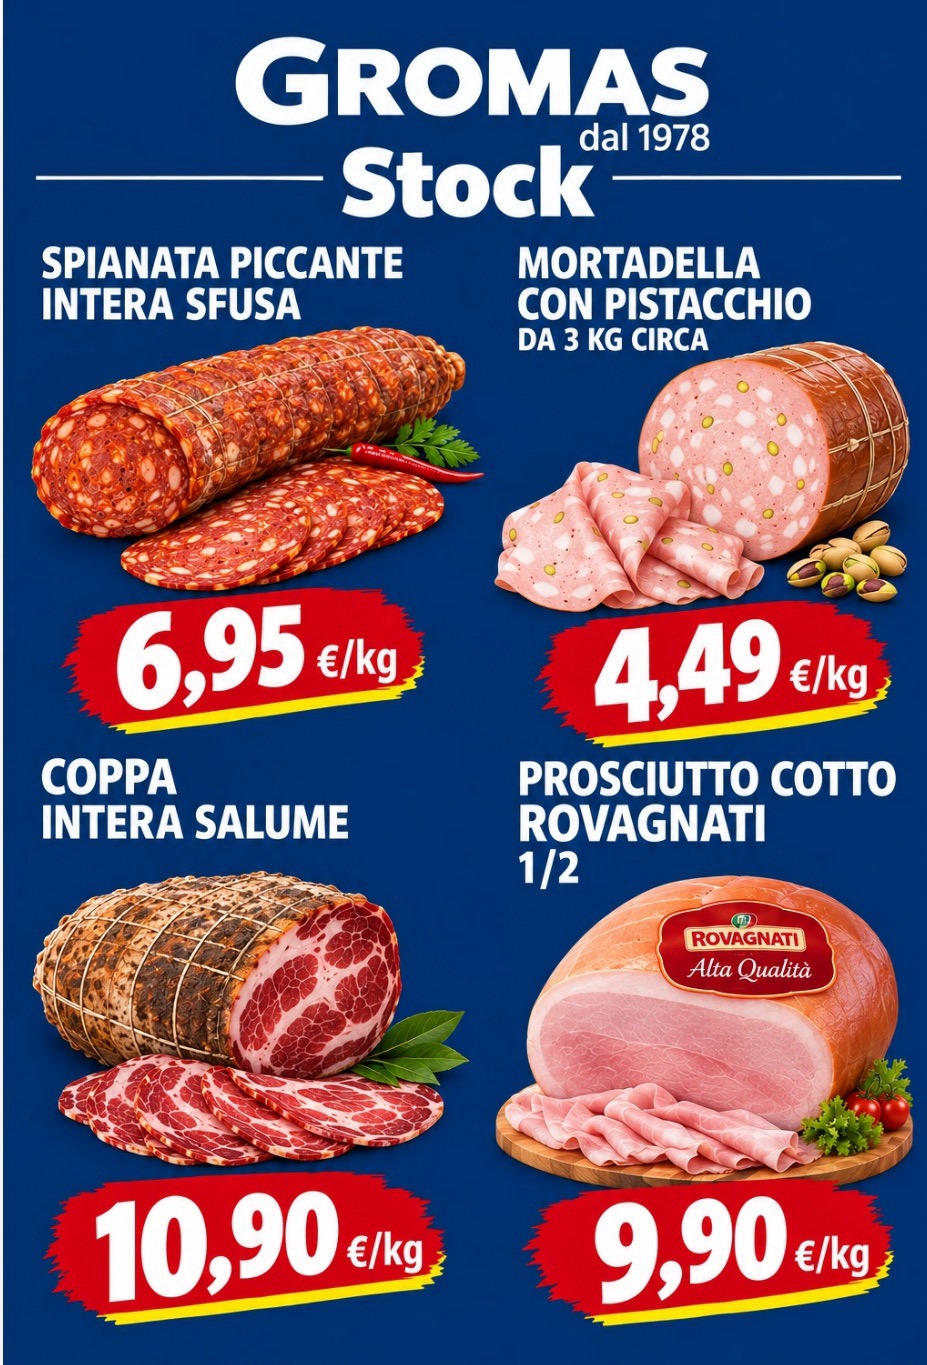 GROMAS
dal 1978
Stock
SPIANATA PICCANTE
INTERA SFUSA
6,95 €/kg
MORTADELLA
CON PISTACCHIO
DA 3 KG CIRCA
4,49 €/kg
COPPA
INTERA SALUME
10,90 €/kg
PROSCIUTTO COTTO
ROVAGNATI
1/2
ROVAGNATI
Alta Qualità
9,90 €/kg